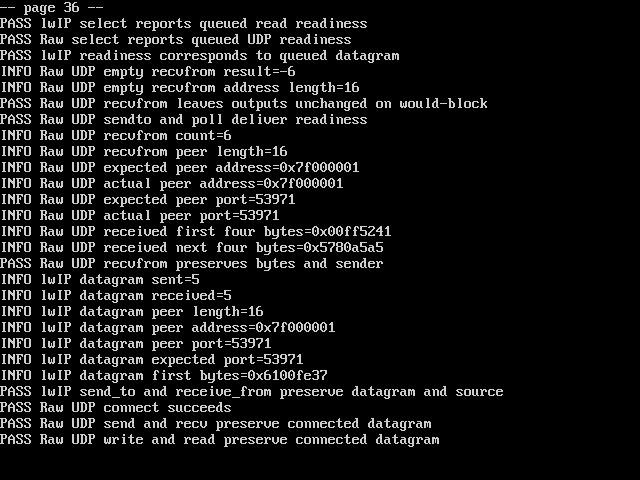 -- page 36 --
PASS lwIP select reports queued read readiness
PASS Raw select reports queued UDP readiness
PASS lwIP readiness corresponds to queued datagram
INFO Raw UDP empty recvfrom result=-6
INFO Raw UDP empty recvfrom address length=16
PASS Raw UDP recvfrom leaves outputs unchanged on would-block
PASS Raw UDP sendto and poll deliver readiness
INFO Raw UDP recvfrom count=6
INFO Raw UDP recvfrom peer length=16
INFO Raw UDP expected peer address=0x7f000001
INFO Raw UDP actual peer address=0x7f000001
INFO Raw UDP expected peer port=53971
INFO Raw UDP actual peer port=53971
INFO Raw UDP received first four bytes=0x00ff5241
INFO Raw UDP received next four bytes=0x5780a5a5
PASS Raw UDP recvfrom preserves bytes and sender
INFO lwIP datagram sent=5
INFO lwIP datagram received=5
INFO lwIP datagram peer length=16
INFO lwIP datagram peer address=0x7f000001
INFO lwIP datagram peer port=53971
INFO lwIP datagram expected port=53971
INFO lwIP datagram first bytes=0x6100fe37
PASS lwIP send_to and receive_from preserve datagram and source
PASS Raw UDP connect succeeds
PASS Raw UDP send and recv preserve connected datagram
PASS Raw UDP write and read preserve connected datagram